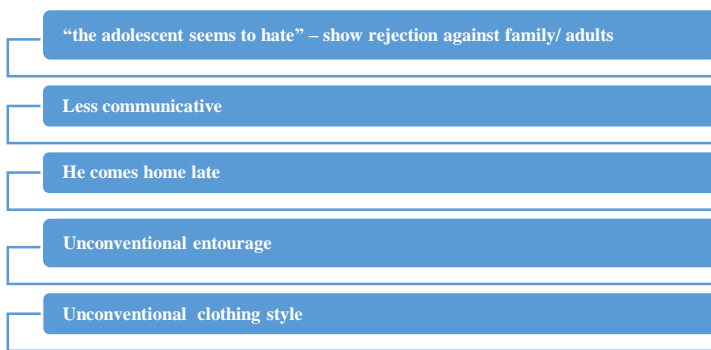 “the adolescent seems to hate” – show rejection against family/ adults
Less communicative
He comes home late
Unconventional entourage
Unconventional clothing style